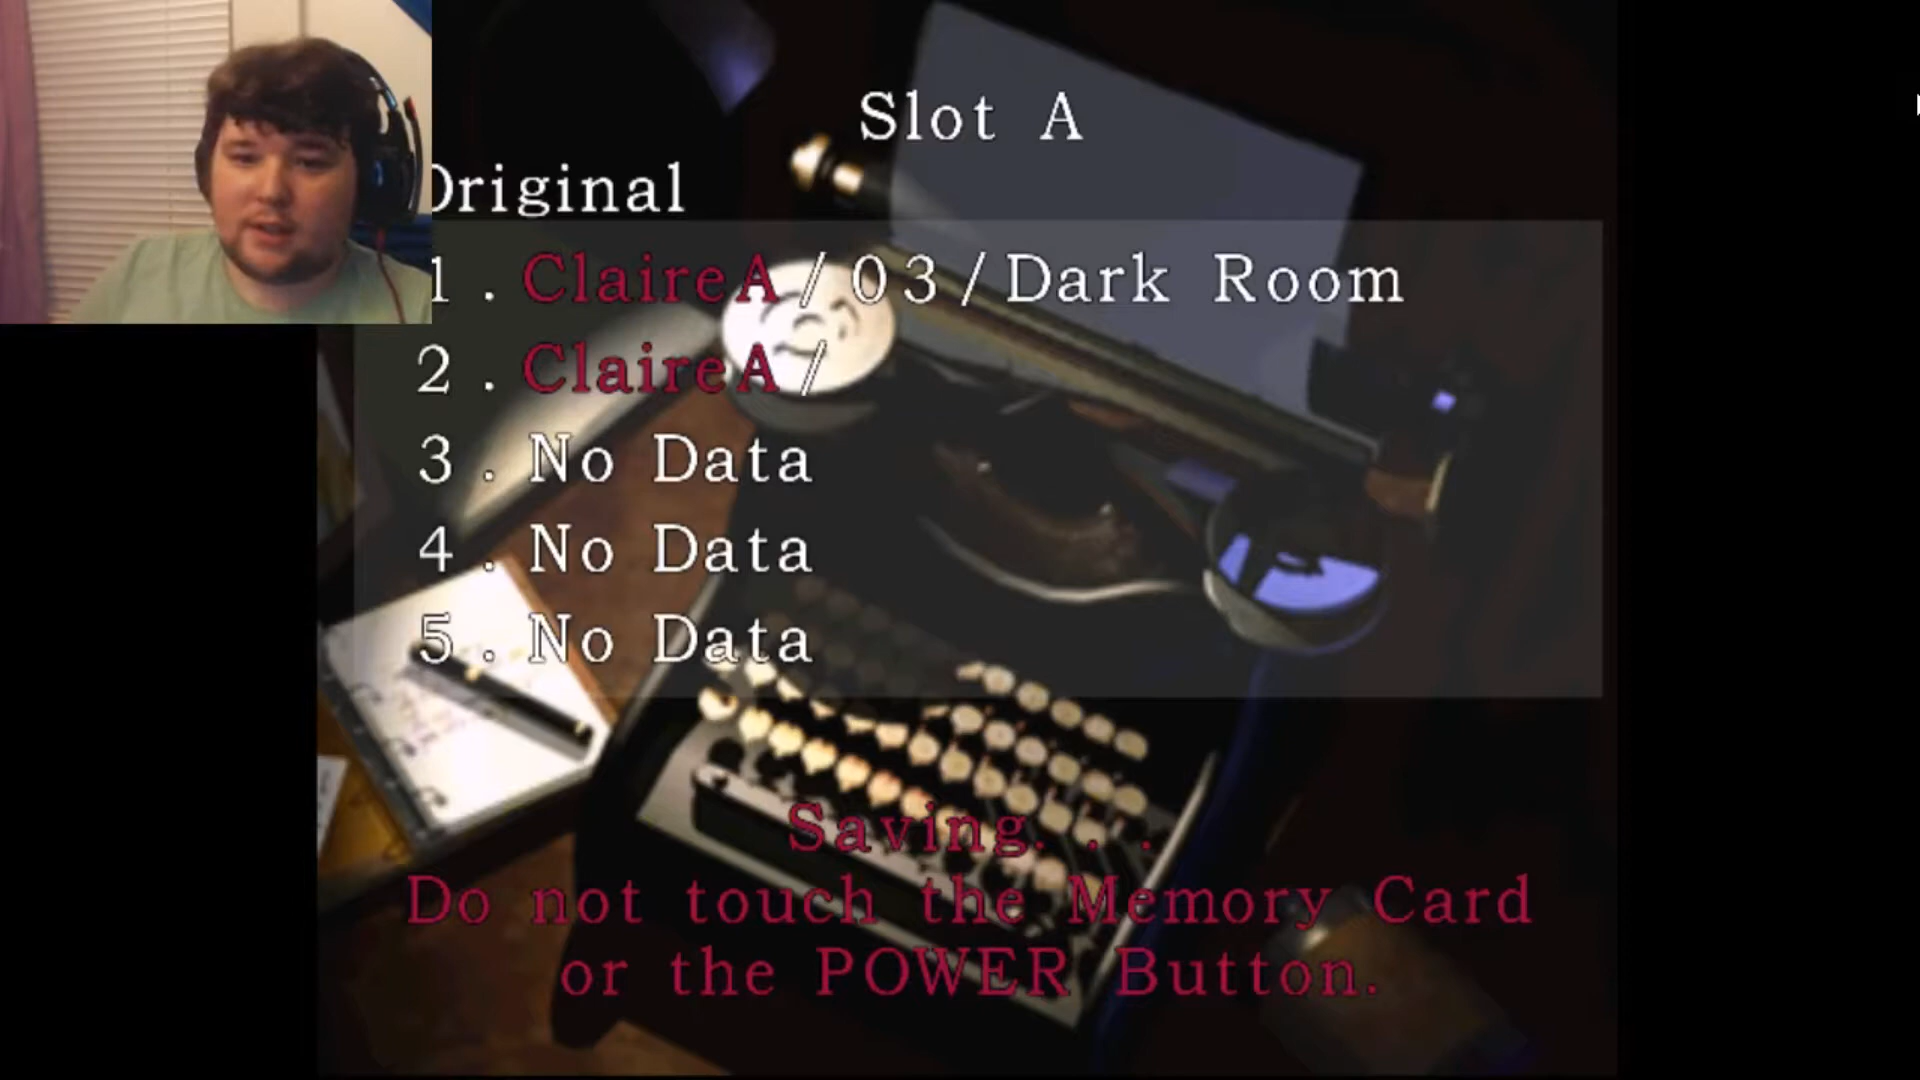 Slot A
Original
1. ClaireA/03/Dark Room
2. ClaireA/
3. No Data
4. No Data
5. No Data
Saving...
Do not touch the Memory Card
or the POWER Button.